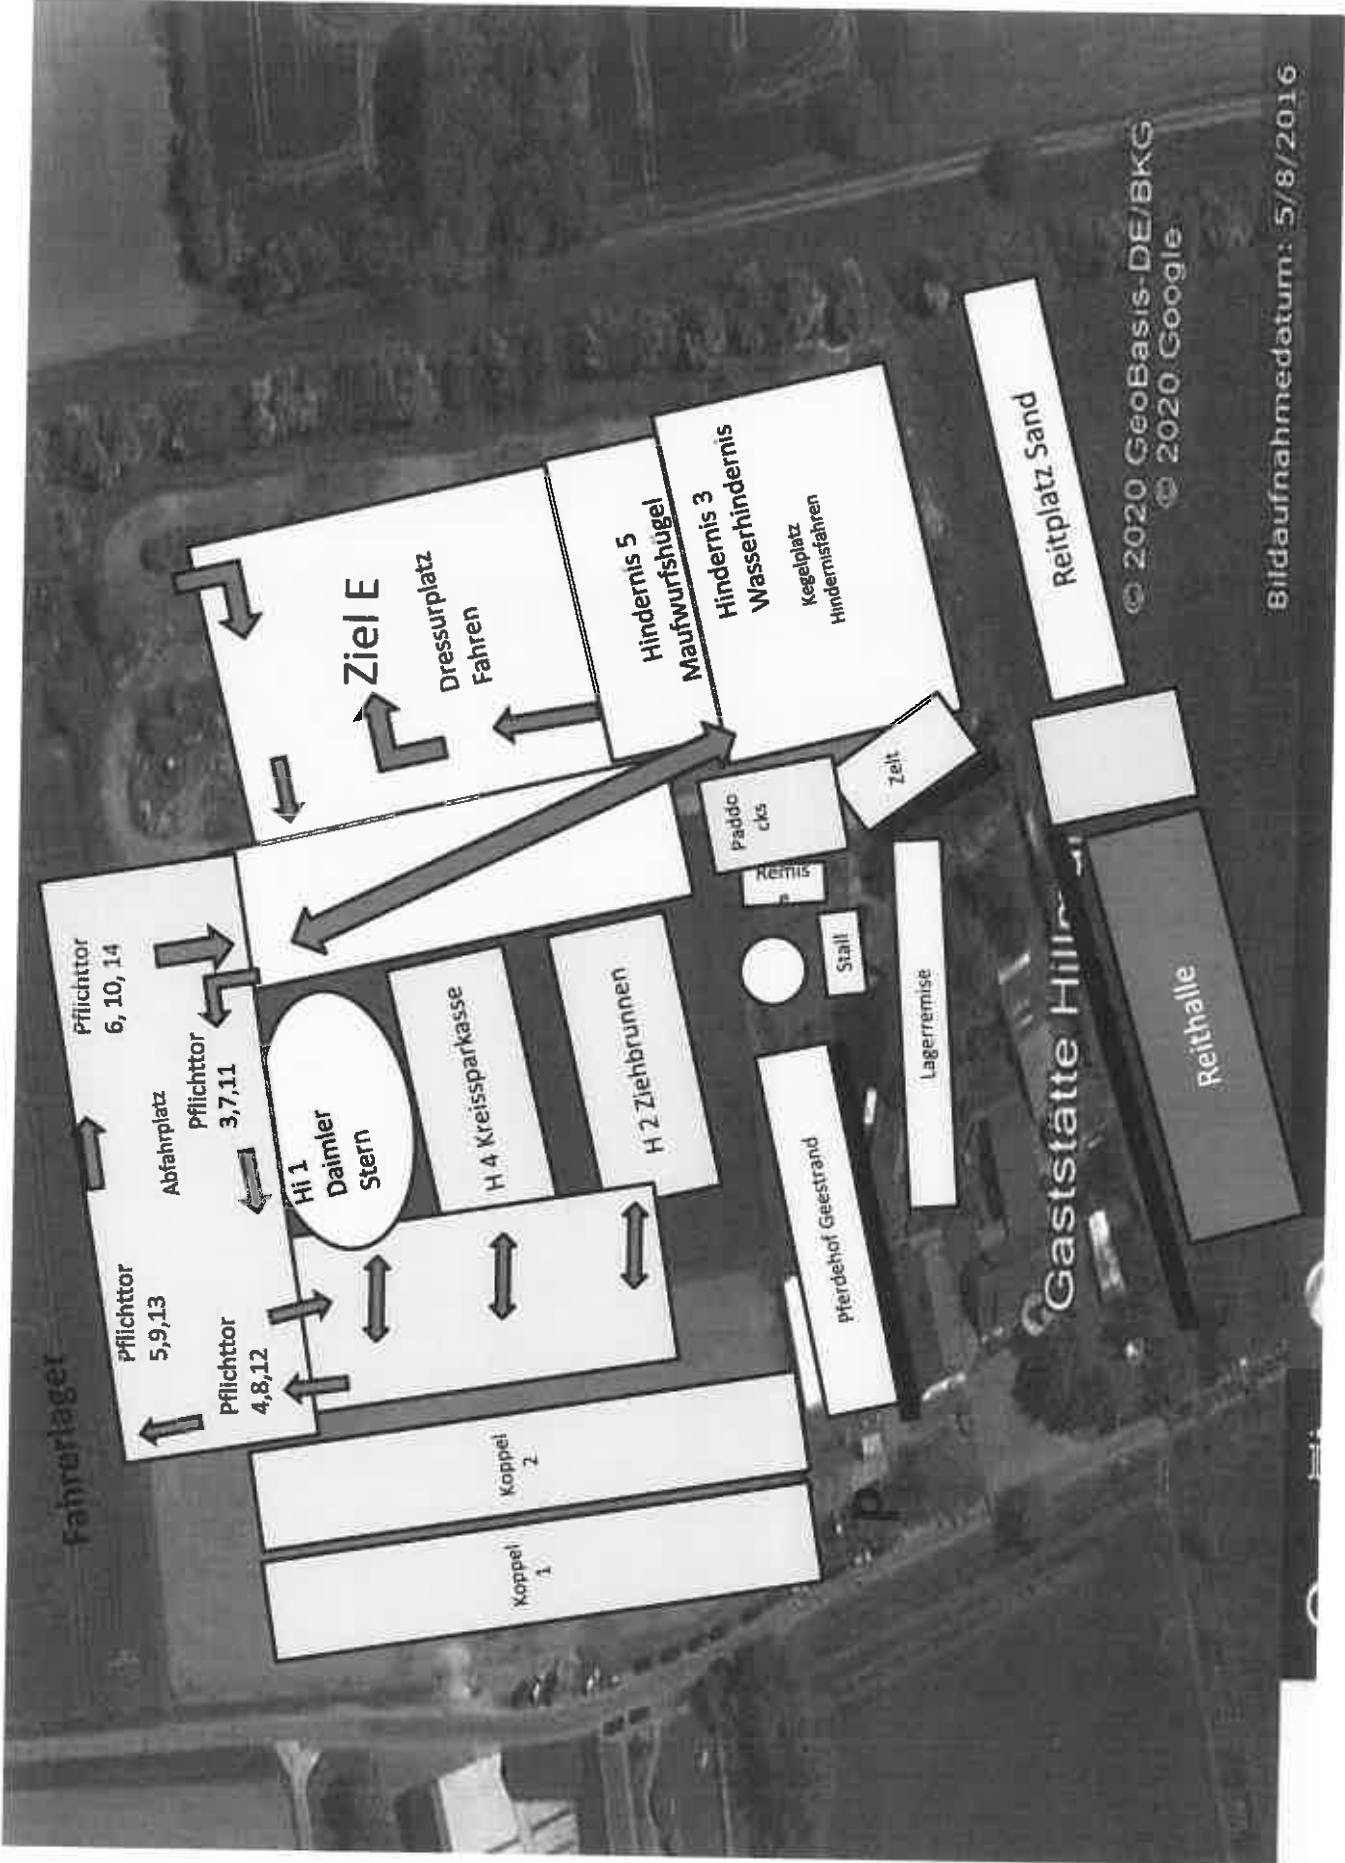 Fahrerlager
Pflichttor
5,9,13
Pflichttor
6, 10, 14
Pflichttor
4,8,12
Abfahrplatz
Pflichttor
3,7,11
Hi 1
Daimler
Stern
Ziel E
Dressurplatz
Fahren
H 4 Kreissparkasse
H 2 Ziehbrunnen
Koppel
1
Koppel
2
Hindernis 5
Maufwurfshügel
Hindernis 3
Wasserhindernis
Kegelplatz
Hindernisfahren
Paddo
cks
Remis
Zelt
Stall
Pferdehof Geestrand
Lagerremise
P
Gaststätte
Reithalle
Reitplatz Sand
© 2020 GeoBasis-DE/BKG
© 2020 Google
Bildaufnahmedatum: 5/8/2016